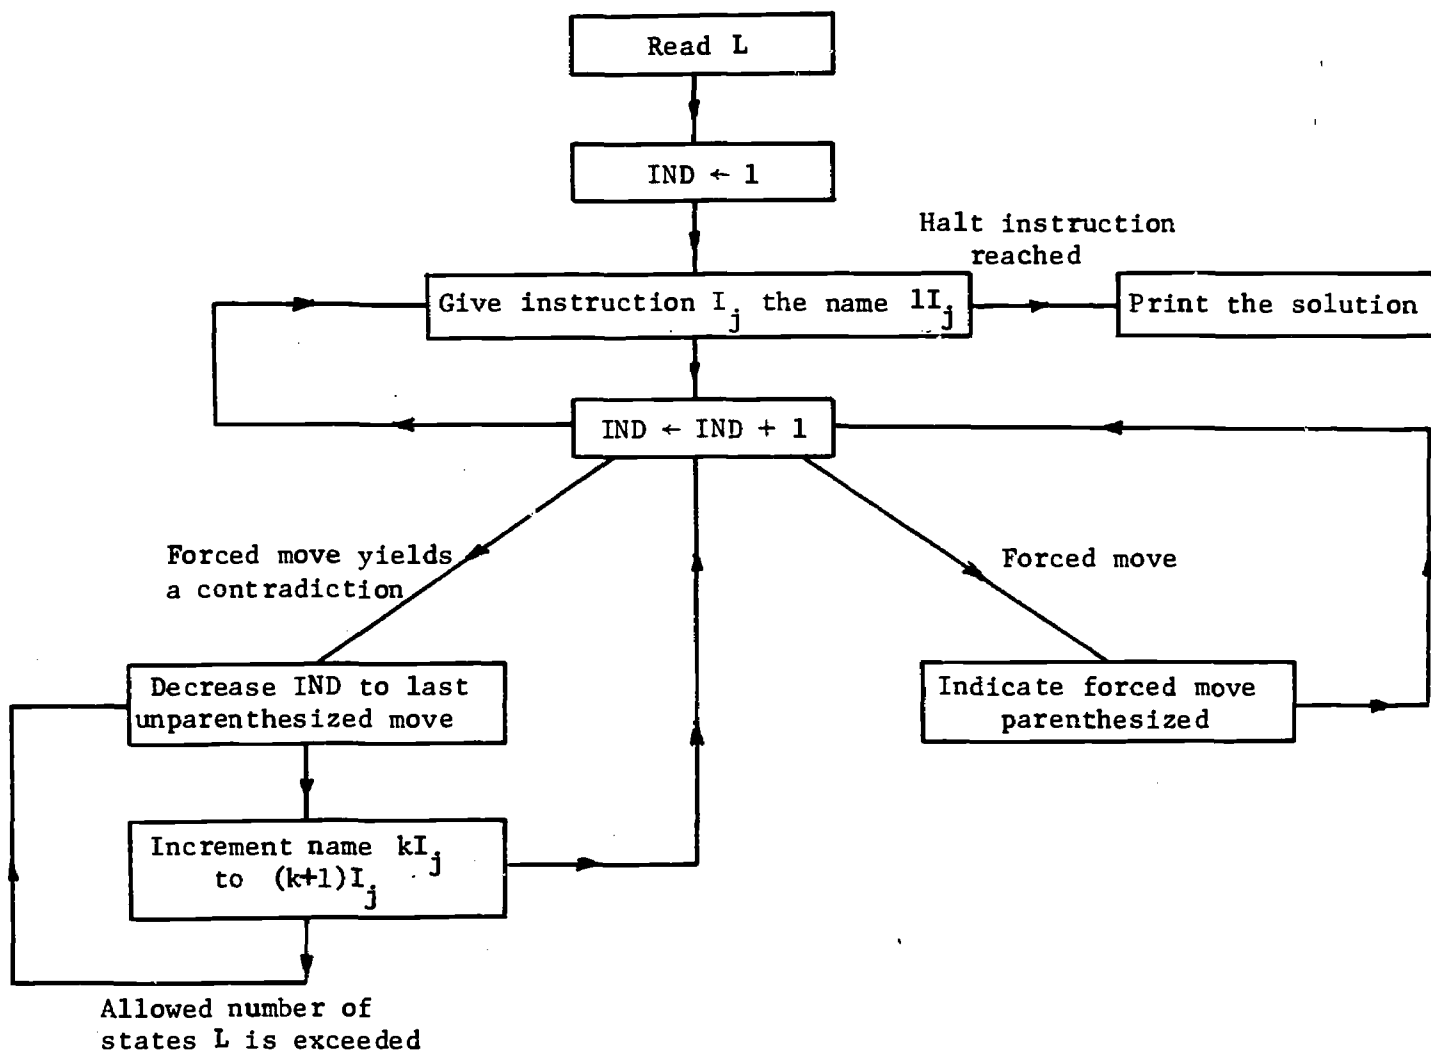 Read L
IND ← 1
Halt instruction
reached
Give instruction I_j the name 1I_j
Print the solution
IND ← IND + 1
Forced move yields
a contradiction
Forced move
Decrease IND to last
unparenthesized move
Indicate forced move
parenthesized
Increment name kI_j
to (k+1)I_j
Allowed number of
states L is exceeded